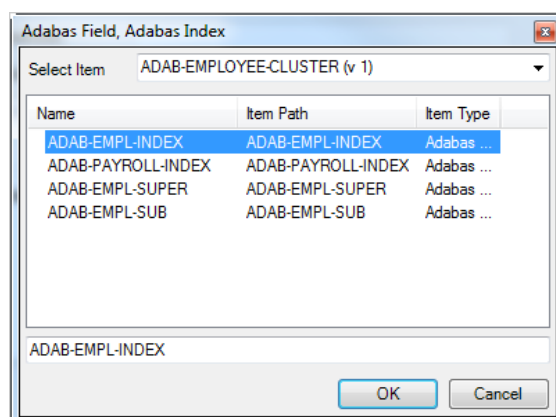 Adabas Field, Adabas Index
Select Item ADAB-EMPLOYEE-CLUSTER (v 1)
Name Item Path Item Type
ADAB-EMPL-INDEX ADAB-EMPL-INDEX Adabas ...
ADAB-PAYROLL-INDEX ADAB-PAYROLL-INDEX Adabas ...
ADAB-EMPL-SUPER ADAB-EMPL-SUPER Adabas ...
ADAB-EMPL-SUB ADAB-EMPL-SUB Adabas ...
ADAB-EMPL-INDEX
OK Cancel